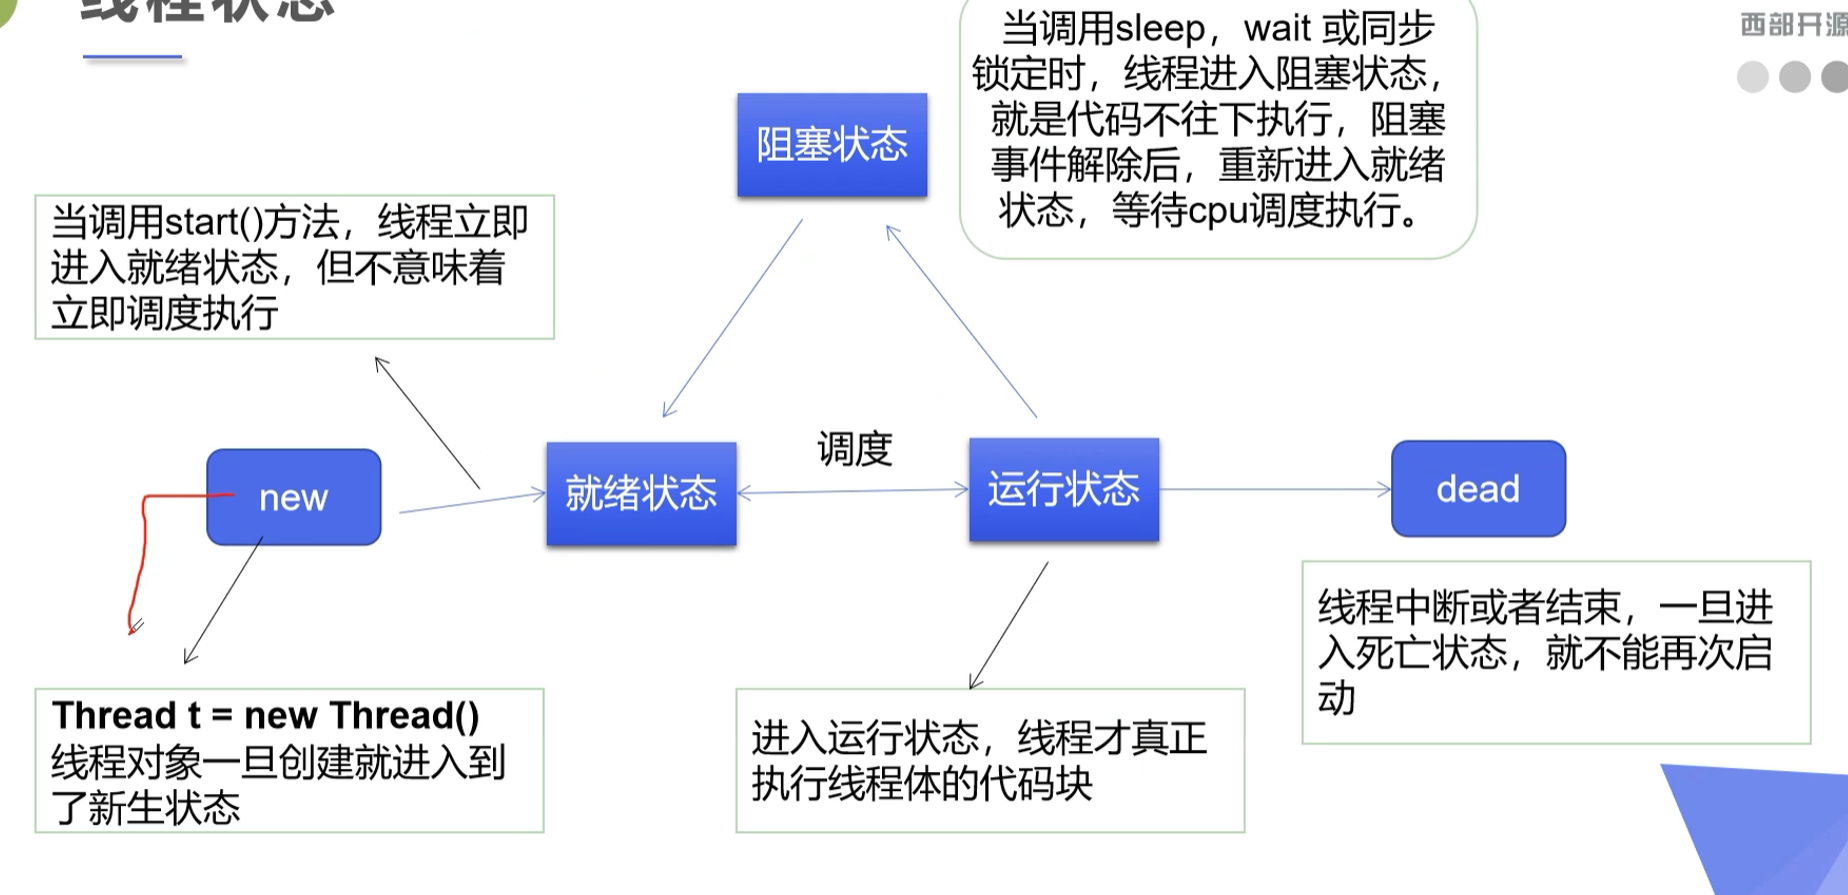 线程状态
西部开源
当调用sleep，wait 或同步
锁定时，线程进入阻塞状态，
就是代码不往下执行，阻塞
事件解除后，重新进入就绪
状态，等待cpu调度执行。
阻塞状态
当调用start()方法，线程立即
进入就绪状态，但不意味着
立即调度执行
调度
new
就绪状态
运行状态
dead
Thread t = new Thread()
线程对象一旦创建就进入到
了新生状态
进入运行状态，线程才真正
执行线程体的代码块
线程中断或者结束，一旦进
入死亡状态，就不能再次启
动